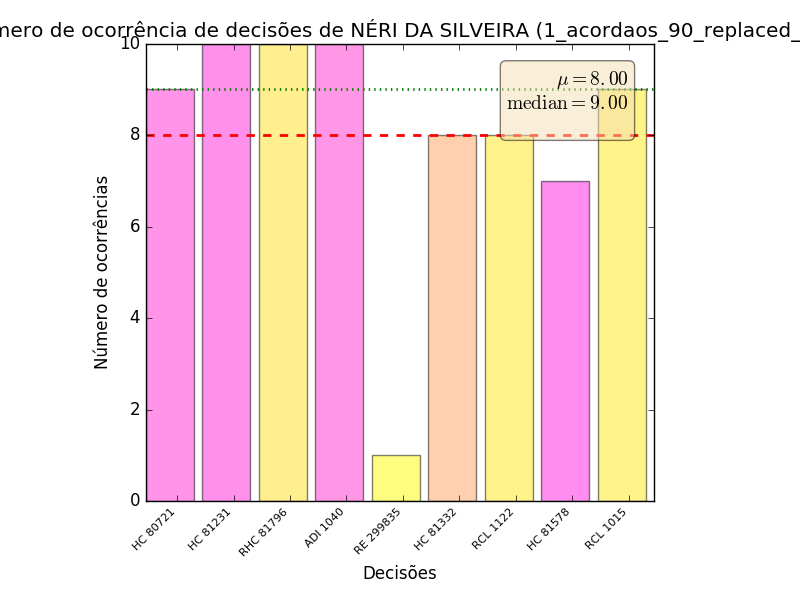 mero de ocorrência de decisões de NÉRI DA SILVEIRA (1_acordaos_90_replaced_
10
8
6
4
2
0
μ = 8.00
median = 9.00
Número de ocorrências
HC 80721
HC 81231
RHC 81796
ADI 1040
RE 299835
HC 81332
RCL 1122
HC 81578
RCL 1015
Decisões